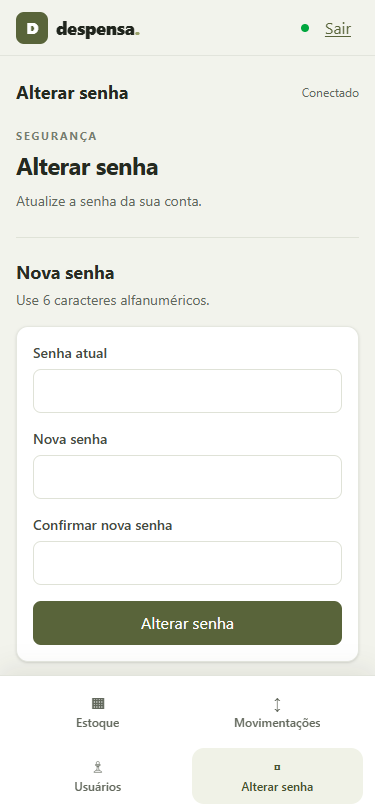 D despensa. Sair
Alterar senha Conectado
SEGURANÇA
Alterar senha
Atualize a senha da sua conta.
Nova senha
Use 6 caracteres alfanuméricos.
Senha atual
Nova senha
Confirmar nova senha
Alterar senha
Estoque Movimentações
Usuários Alterar senha